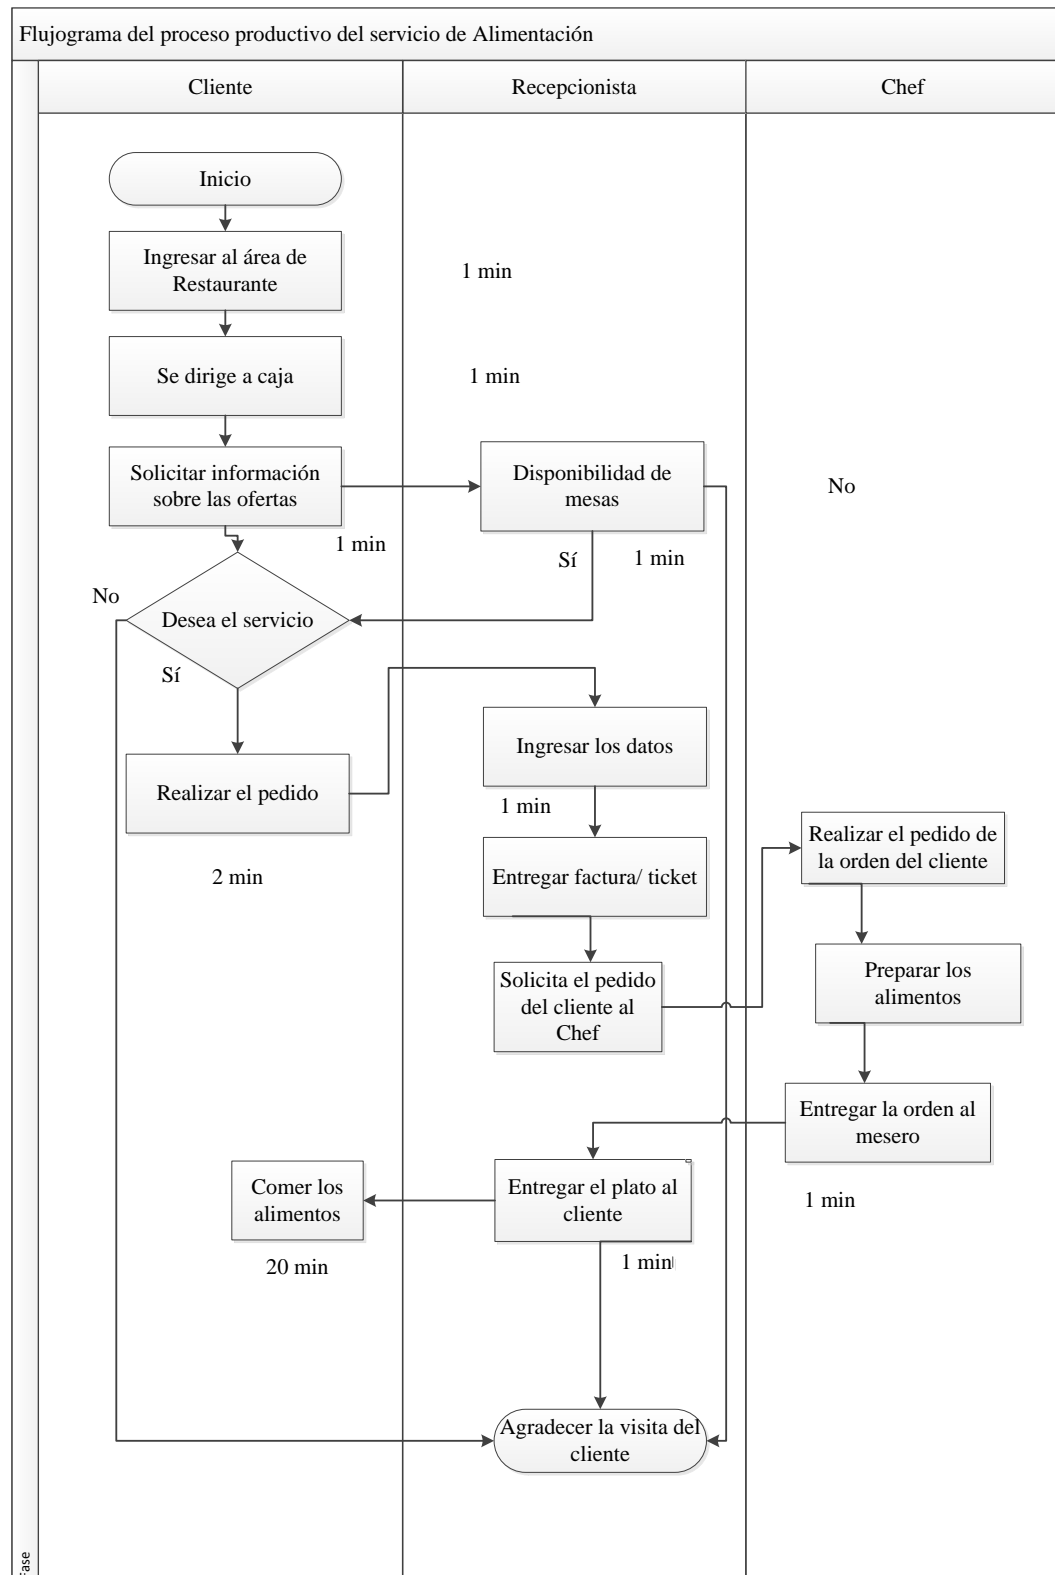 Flujograma del proceso productivo del servicio de Alimentación
Cliente
Recepcionista
Chef
Inicio
Ingresar al área de
Restaurante
1 min
Se dirige a caja
1 min
Solicitar información
sobre las ofertas
Disponibilidad de
mesas
No
1 min
Sí
1 min
No
Desea el servicio
Sí
Ingresar los datos
Realizar el pedido
1 min
Realizar el pedido de
la orden del cliente
2 min
Entregar factura/ ticket
Preparar los
alimentos
Solicita el pedido
del cliente al
Chef
Entregar la orden al
mesero
Comer los
alimentos
Entregar el plato al
cliente
1 min
20 min
1 min
Agradecer la visita del
cliente
Fase